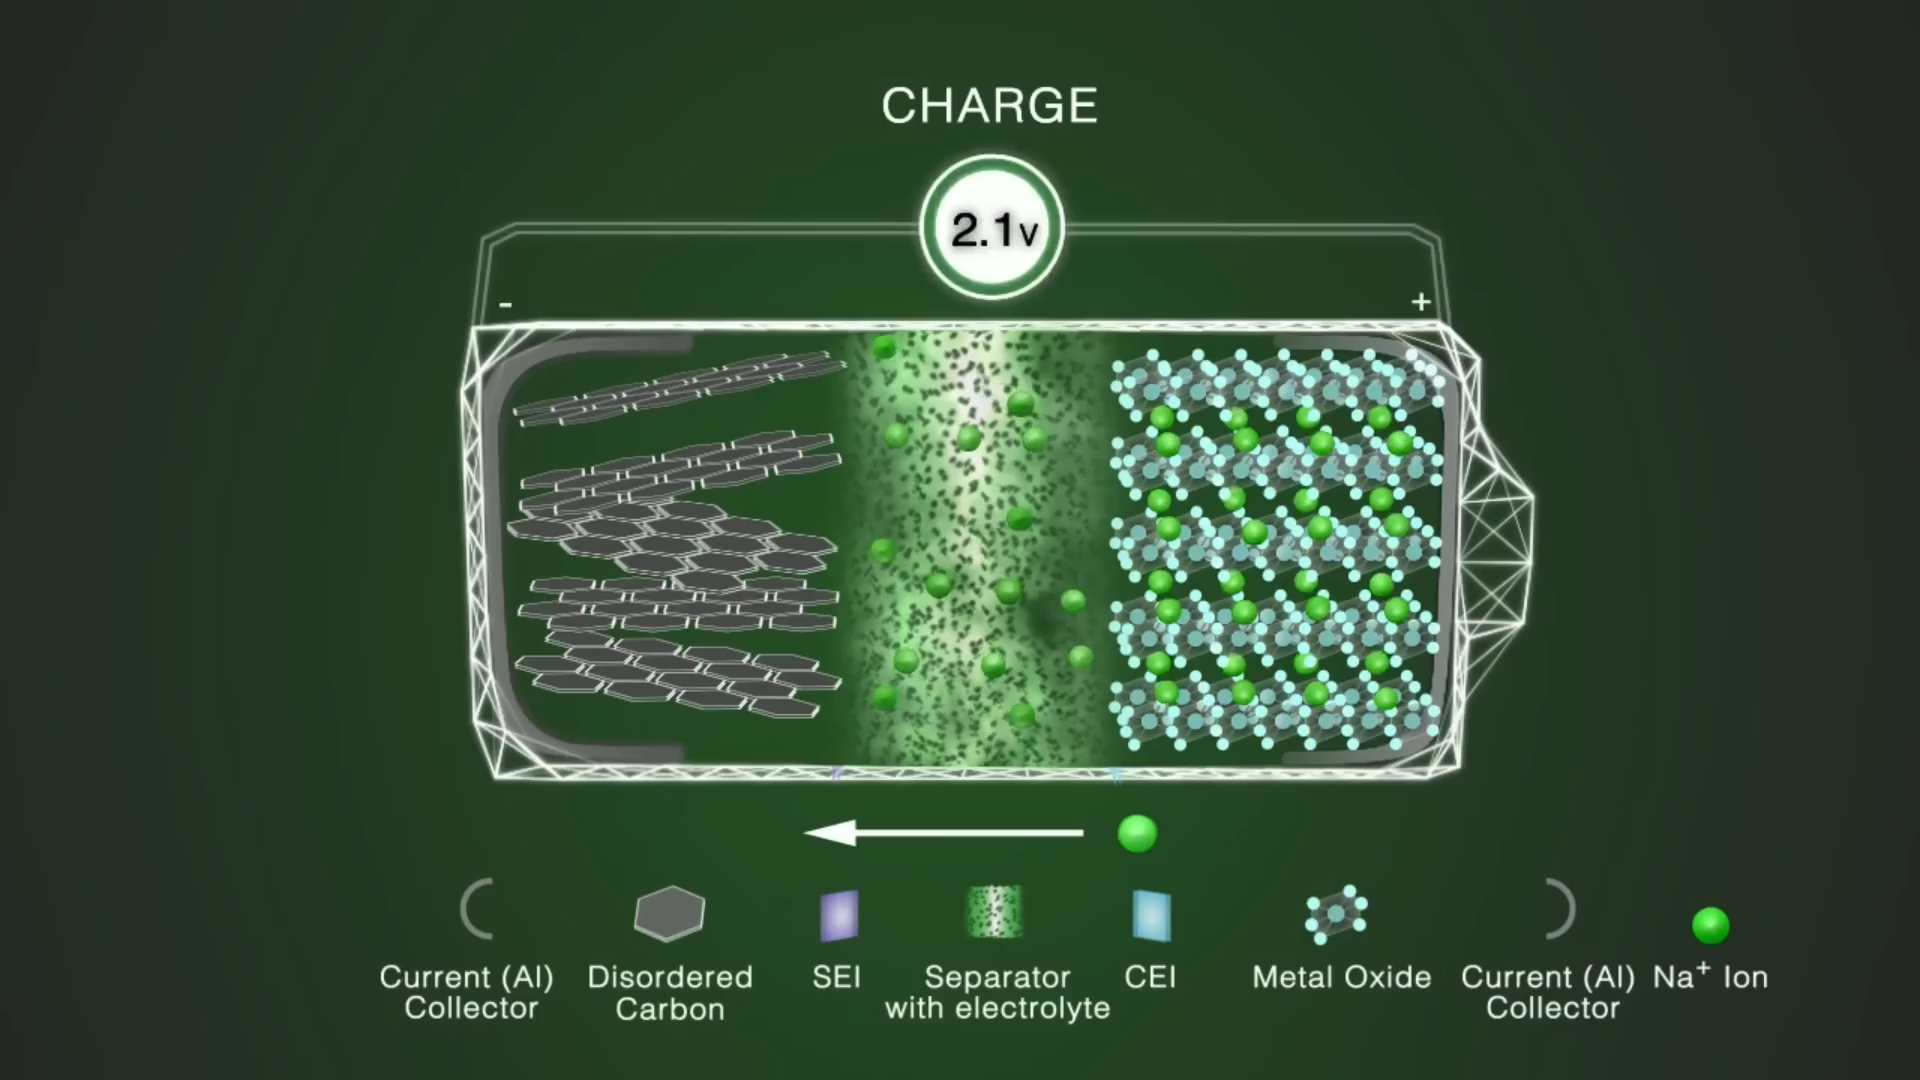 CHARGE
2.1v
- +
Current (Al)
Collector
Disordered
Carbon
SEI
Separator
with electrolyte
CEI
Metal Oxide
Current (Al)
Collector
Na⁺ Ion